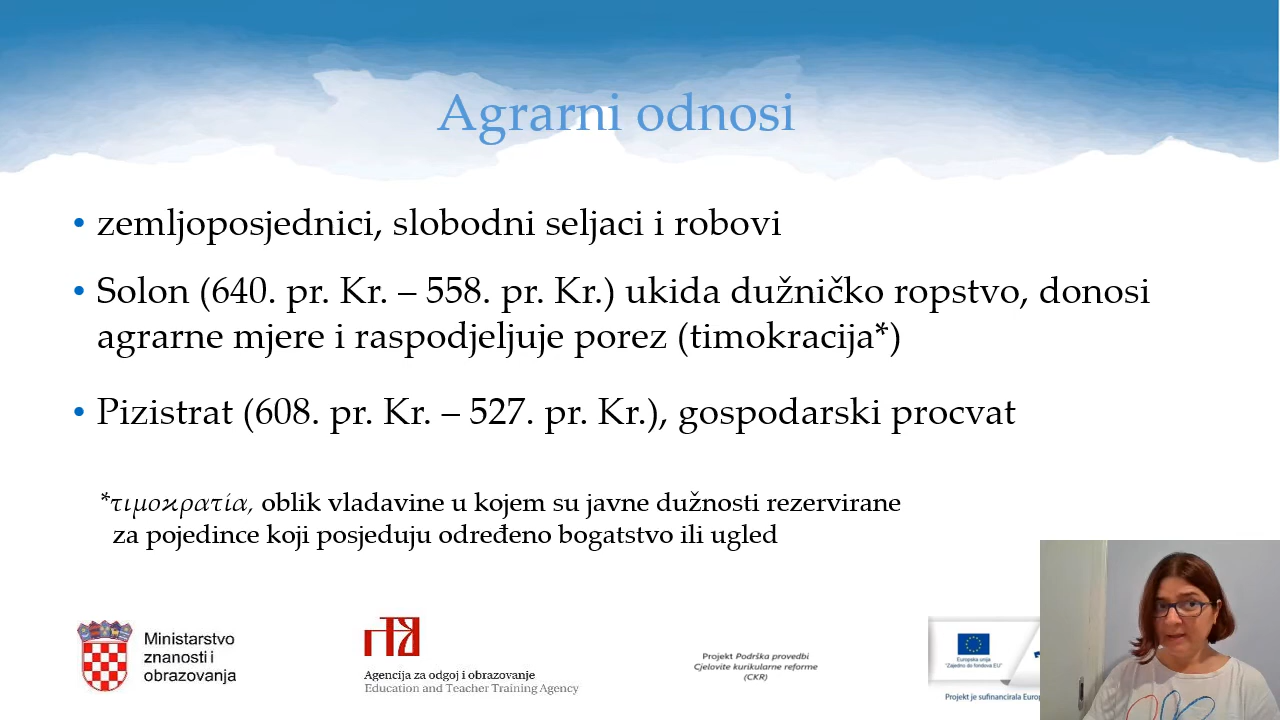 Agrarni odnosi
• zemljoposjednici, slobodni seljaci i robovi
• Solon (640. pr. Kr. – 558. pr. Kr.) ukida dužničko ropstvo, donosi
agrarne mjere i raspodjeljuje porez (timokracija*)
• Pizistrat (608. pr. Kr. – 527. pr. Kr.), gospodarski procvat
*τιμοκρατία, oblik vladavine u kojem su javne dužnosti rezervirane
za pojedince koji posjeduju određeno bogatstvo ili ugled
Ministarstvo
znanosti i
obrazovanja
Agencija za odgoj i obrazovanje
Education and Teacher Training Agency
Projekt Podrška provedbi
Cjelovite kurikularne reforme
(CKR)
Europska unija
"Zajedno do fondova EU"
Projekt je sufinancirala